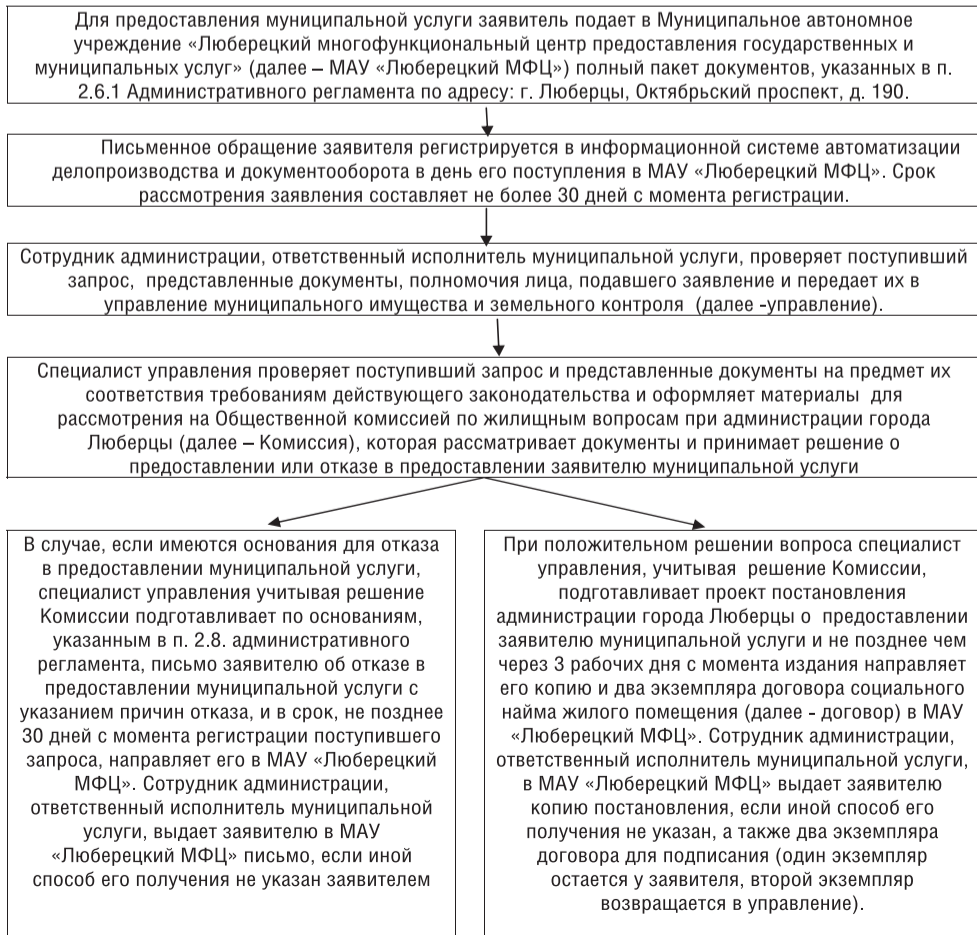 Для предоставления муниципальной услуги заявитель подает в Муниципальное автономное
учреждение «Люберецкий многофункциональный центр предоставления государственных и
муниципальных услуг» (далее – МАУ «Люберецкий МФЦ») полный пакет документов, указанных в п.
2.6.1 Административного регламента по адресу: г. Люберцы, Октябрьский проспект, д. 190.
Письменное обращение заявителя регистрируется в информационной системе автоматизации
делопроизводства и документооборота в день его поступления в МАУ «Люберецкий МФЦ». Срок
рассмотрения заявления составляет не более 30 дней с момента регистрации.
Сотрудник администрации, ответственный исполнитель муниципальной услуги, проверяет поступивший
запрос, представленные документы, полномочия лица, подавшего заявление и передает их в
управление муниципального имущества и земельного контроля (далее -управление).
Специалист управления проверяет поступивший запрос и представленные документы на предмет их
соответствия требованиям действующего законодательства и оформляет материалы для
рассмотрения на Общественной комиссией по жилищным вопросам при администрации города
Люберцы (далее – Комиссия), которая рассматривает документы и принимает решение о
предоставлении или отказе в предоставлении заявителю муниципальной услуги
В случае, если имеются основания для отказа
в предоставлении муниципальной услуги,
специалист управления учитывая решение
Комиссии подготавливает по основаниям,
указанным в п. 2.8. административного
регламента, письмо заявителю об отказе в
предоставлении муниципальной услуги с
указанием причин отказа, и в срок, не позднее
30 дней с момента регистрации поступившего
запроса, направляет его в МАУ «Люберецкий
МФЦ». Сотрудник администрации,
ответственный исполнитель муниципальной
услуги, выдает заявителю в МАУ
«Люберецкий МФЦ» письмо, если иной
способ его получения не указан заявителем
При положительном решении вопроса специалист
управления, учитывая решение Комиссии,
подготавливает проект постановления
администрации города Люберцы о предоставлении
заявителю муниципальной услуги и не позднее чем
через 3 рабочих дня с момента издания направляет
его копию и два экземпляра договора социального
найма жилого помещения (далее - договор) в МАУ
«Люберецкий МФЦ». Сотрудник администрации,
ответственный исполнитель муниципальной услуги,
в МАУ «Люберецкий МФЦ» выдает заявителю
копию постановления, если иной способ его
получения не указан, а также два экземпляра
договора для подписания (один экземпляр
остается у заявителя, второй экземпляр
возвращается в управление).